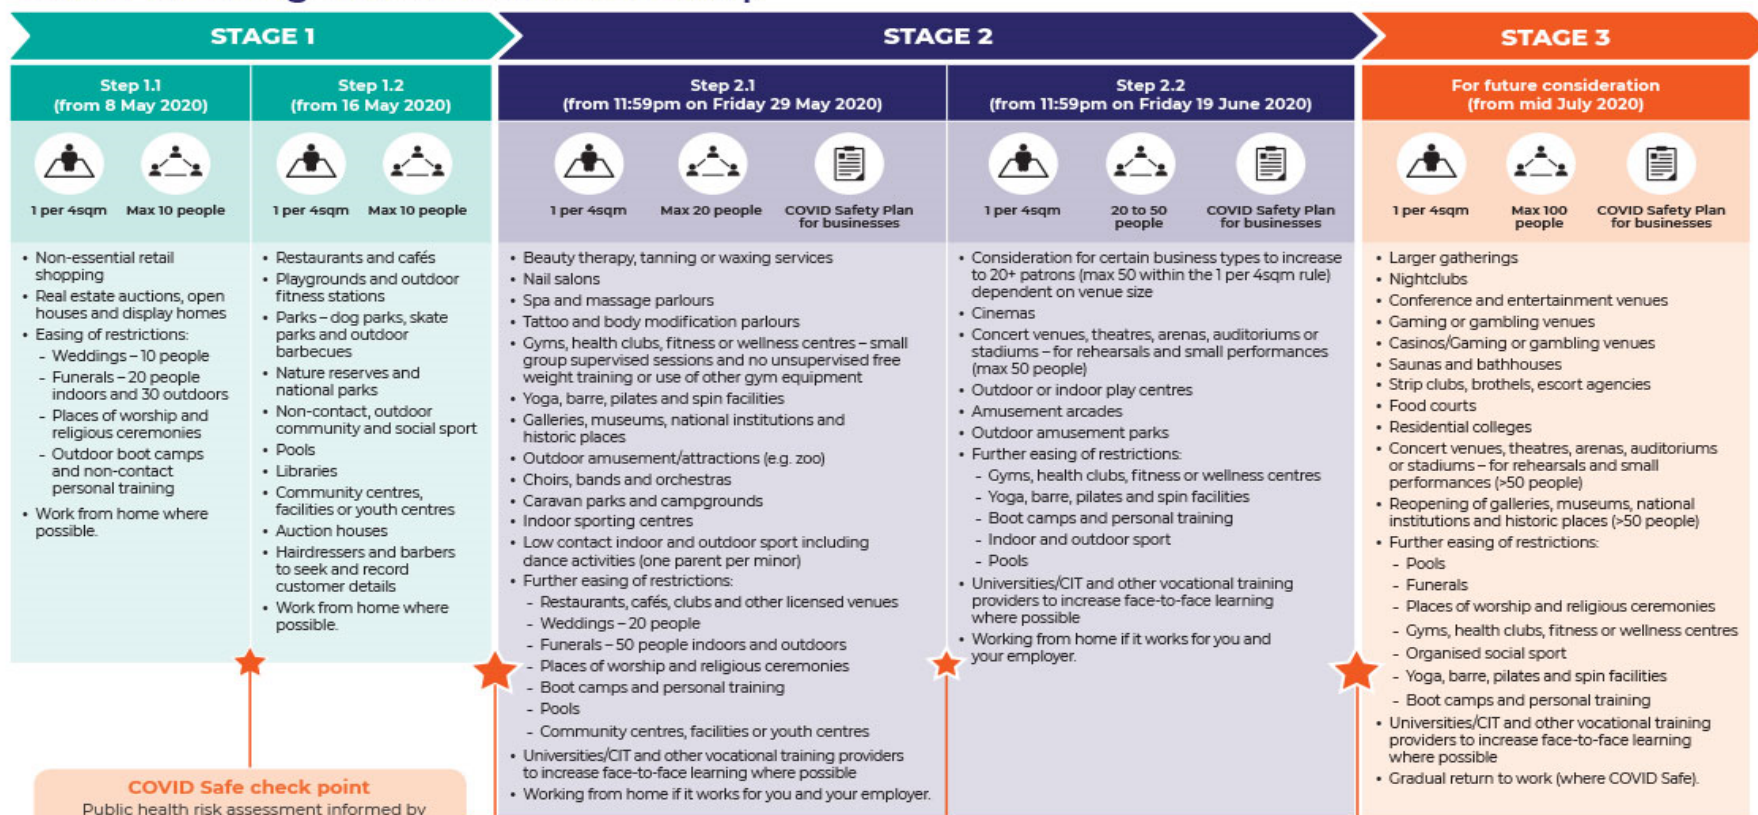 STAGE 1
STAGE 2
STAGE 3
Step 1.1
(from 8 May 2020)
1 per 4sqm
Max 10 people
• Non-essential retail
shopping
• Real estate auctions, open
houses and display homes
• Easing of restrictions:
- Weddings – 10 people
- Funerals – 20 people
indoors and 30 outdoors
- Places of worship and
religious ceremonies
- Outdoor boot camps
and non-contact
personal training
• Work from home where
possible.
Step 1.2
(from 16 May 2020)
1 per 4sqm
Max 10 people
• Restaurants and cafés
• Playgrounds and outdoor
fitness stations
• Parks – dog parks, skate
parks and outdoor
barbecues
• Nature reserves and
national parks
• Non-contact, outdoor
community and social sport
• Pools
• Libraries
• Community centres,
facilities or youth centres
• Auction houses
• Hairdressers and barbers
to seek and record
customer details
• Work from home where
possible.
Step 2.1
(from 11:59pm on Friday 29 May 2020)
1 per 4sqm
Max 20 people
COVID Safety Plan
for businesses
• Beauty therapy, tanning or waxing services
• Nail salons
• Spa and massage parlours
• Tattoo and body modification parlours
• Gyms, health clubs, fitness or wellness centres – small
group supervised sessions and no unsupervised free
weight training or use of other gym equipment
• Yoga, barre, pilates and spin facilities
• Galleries, museums, national institutions and
historic places
• Outdoor amusement/attractions (e.g. zoo)
• Choirs, bands and orchestras
• Caravan parks and campgrounds
• Indoor sporting centres
• Low contact indoor and outdoor sport including
dance activities (one parent per minor)
• Further easing of restrictions:
- Restaurants, cafés, clubs and other licensed venues
- Weddings – 20 people
- Funerals – 50 people indoors and outdoors
- Places of worship and religious ceremonies
- Boot camps and personal training
- Pools
- Community centres, facilities or youth centres
• Universities/CIT and other vocational training providers
to increase face-to-face learning where possible
• Working from home if it works for you and your employer.
Step 2.2
(from 11:59pm on Friday 19 June 2020)
1 per 4sqm
20 to 50
people
COVID Safety Plan
for businesses
• Consideration for certain business types to increase
to 20+ patrons (max 50 within the 1 per 4sqm rule)
dependent on venue size
• Cinemas
• Concert venues, theatres, arenas, auditoriums or
stadiums – for rehearsals and small performances
(max 50 people)
• Outdoor or indoor play centres
• Amusement arcades
• Outdoor amusement parks
• Further easing of restrictions:
- Gyms, health clubs, fitness or wellness centres
- Yoga, barre, pilates and spin facilities
- Boot camps and personal training
- Indoor and outdoor sport
- Pools
• Universities/CIT and other vocational training
providers to increase face-to-face learning
where possible
• Working from home if it works for you and
your employer.
For future consideration
(from mid July 2020)
1 per 4sqm
Max 100
people
COVID Safety Plan
for businesses
• Larger gatherings
• Nightclubs
• Conference and entertainment venues
• Gaming or gambling venues
• Casinos/Gaming or gambling venues
• Saunas and bathhouses
• Strip clubs, brothels, escort agencies
• Food courts
• Residential colleges
• Concert venues, theatres, arenas, auditoriums
or stadiums – for rehearsals and small
performances (>50 people)
• Reopening of galleries, museums, national
institutions and historic places (>50 people)
• Further easing of restrictions:
- Pools
- Funerals
- Places of worship and religious ceremonies
- Gyms, health clubs, fitness or wellness centres
- Organised social sport
- Yoga, barre, pilates and spin facilities
- Boot camps and personal training
• Universities/CIT and other vocational training
providers to increase face-to-face learning
where possible
• Gradual return to work (where COVID Safe).
COVID Safe check point
Public health risk assessment informed by